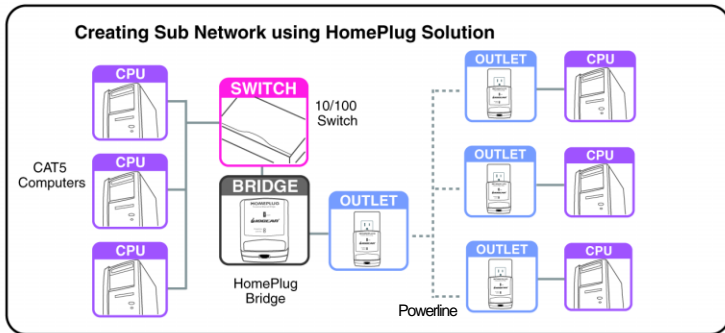 Creating Sub Network using HomePlug Solution
CPU
SWITCH
10/100
Switch
CAT5
Computers
CPU
CPU
BRIDGE
HOMEPLUG
HomePlug
Bridge
OUTLET
OUTLET
CPU
OUTLET
CPU
OUTLET
CPU
Powerline